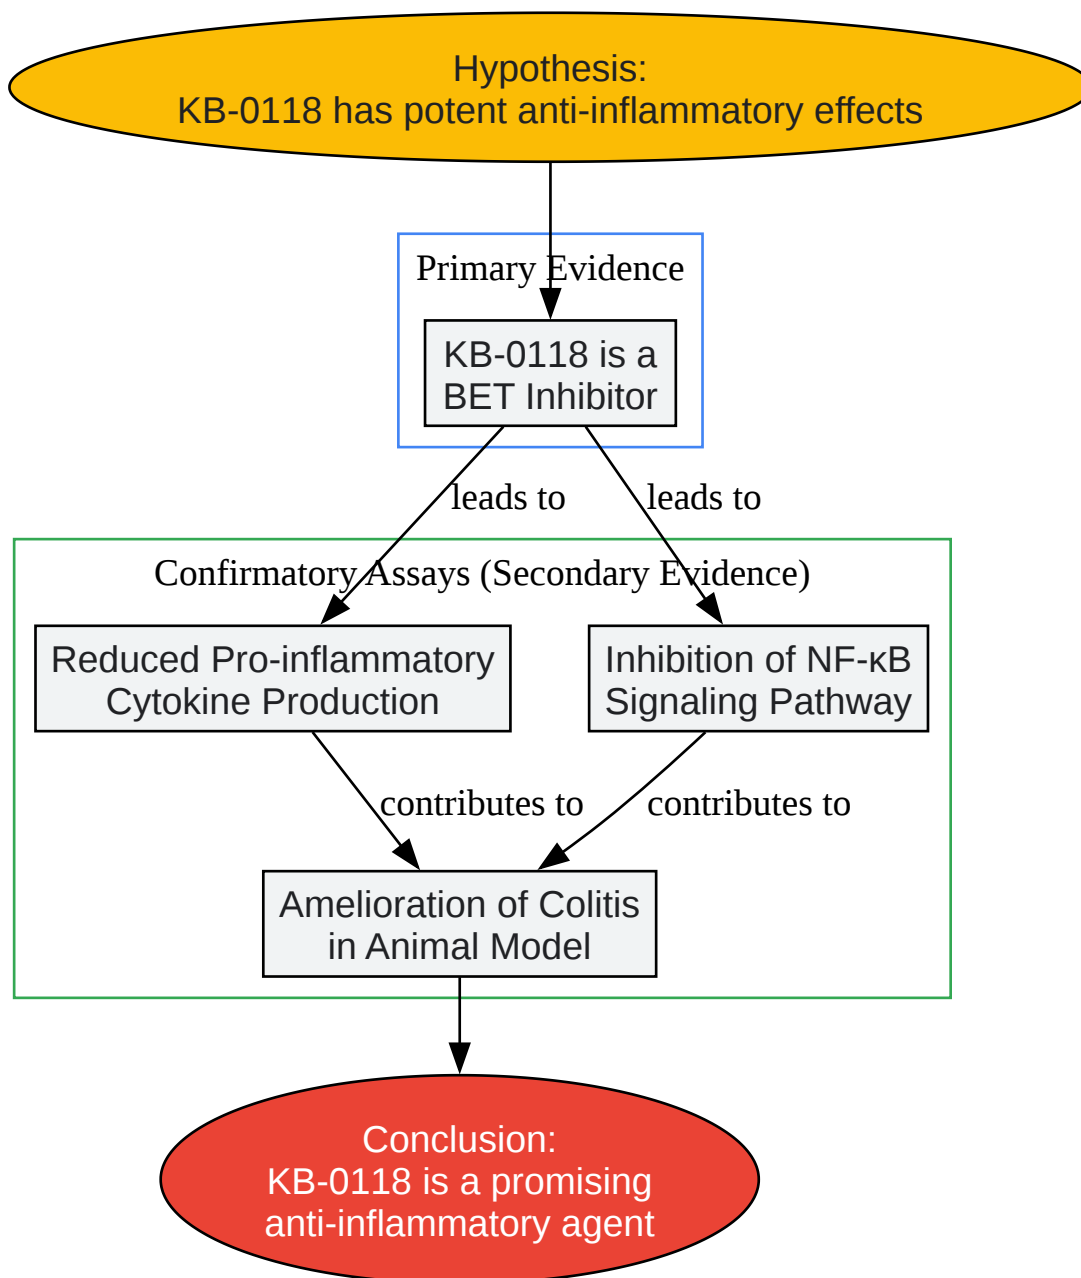 Hypothesis:
KB-0118 has potent anti-inflammatory effects
Primary Evidence
KB-0118 is a
BET Inhibitor
leads to
leads to
Confirmatory Assays (Secondary Evidence)
Reduced Pro-inflammatory
Cytokine Production
Inhibition of NF-κB
Signaling Pathway
contributes to
contributes to
Amelioration of Colitis
in Animal Model
Conclusion:
KB-0118 is a promising
anti-inflammatory agent